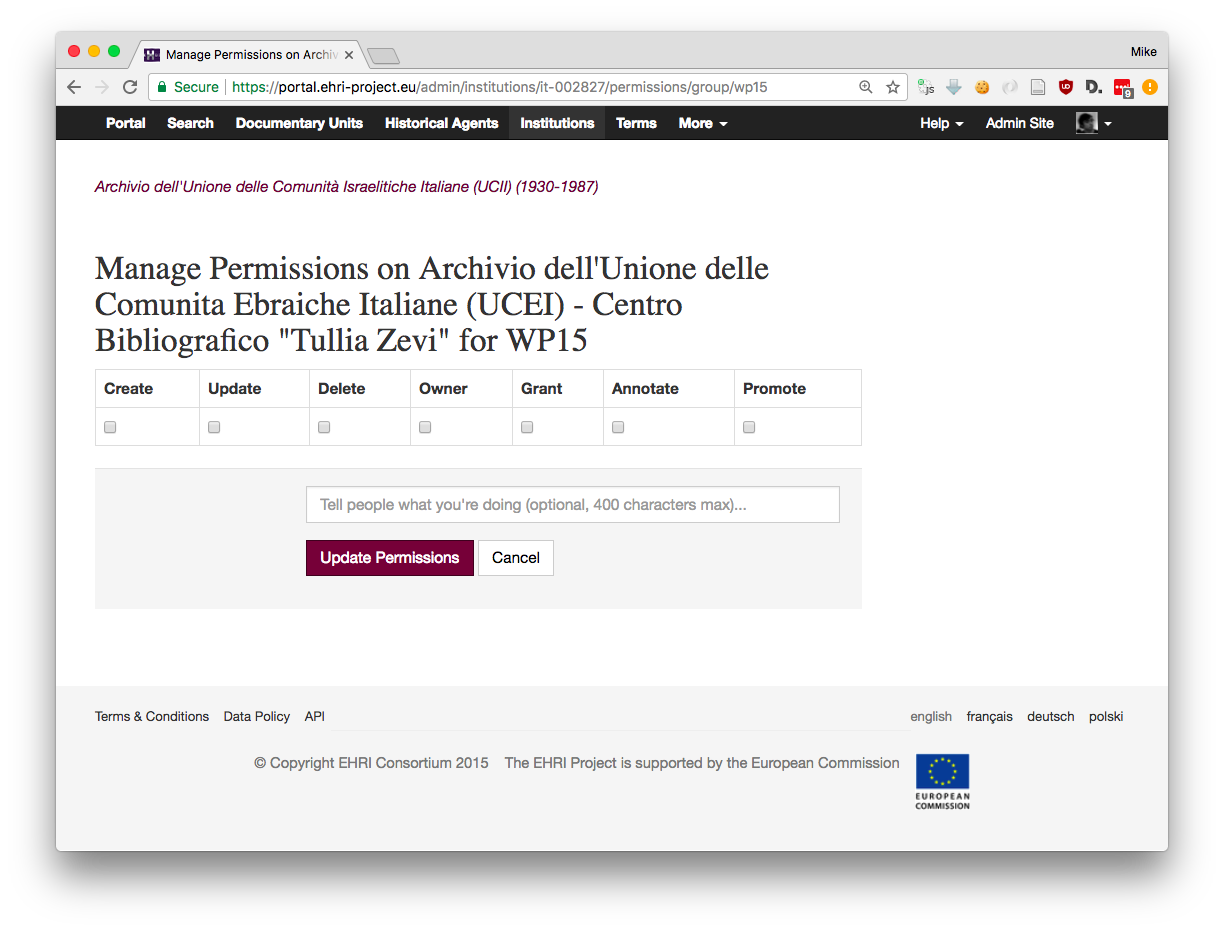 Mike
Manage Permissions on Archiv
Secure https://portal.ehri-project.eu/admin/institutions/it-002827/permissions/group/wp15
JS
UD
D.
9
Portal Search Documentary Units Historical Agents Institutions Terms More Help Admin Site
Archivio dell'Unione delle Comunità Israelitiche Italiane (UCII) (1930-1987)
Manage Permissions on Archivio dell'Unione delle
Comunita Ebraiche Italiane (UCEI) - Centro
Bibliografico "Tullia Zevi" for WP15
Create Update Delete Owner Grant Annotate Promote
Tell people what you're doing (optional, 400 characters max)...
Update Permissions Cancel
Terms & Conditions Data Policy API english français deutsch polski
© Copyright EHRI Consortium 2015 The EHRI Project is supported by the European Commission
EUROPEAN
COMMISSION